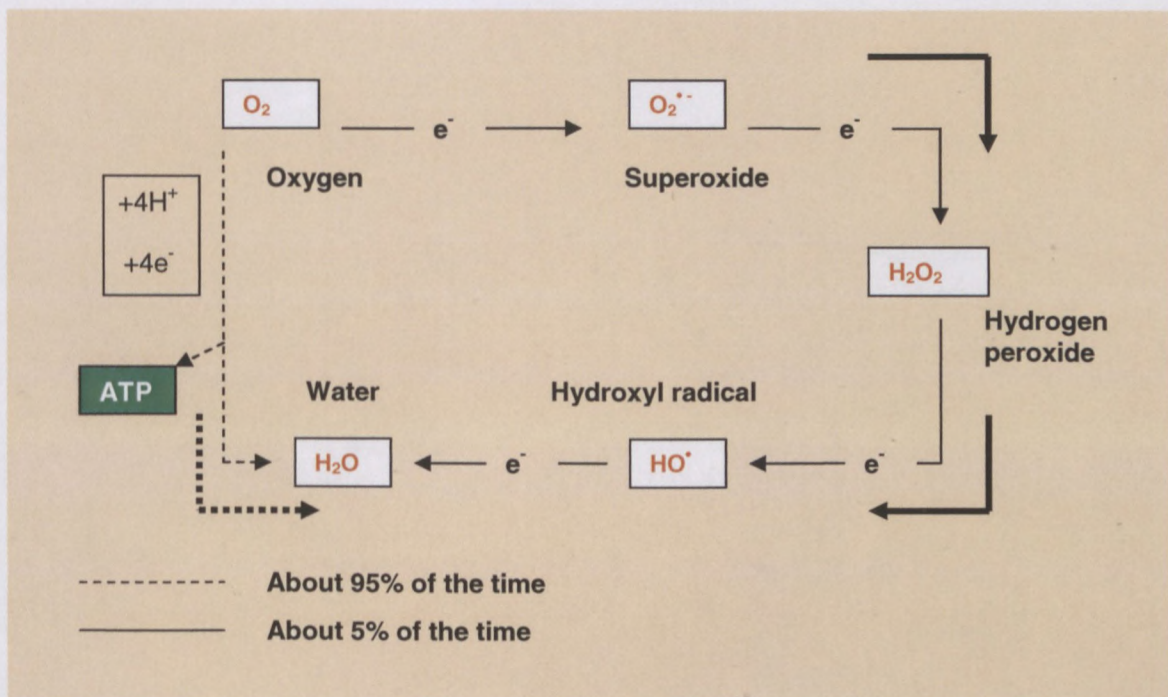 O₂
e⁻
O₂•-
e⁻
Oxygen
Superoxide
+4H⁺
+4e⁻
H₂O₂
Hydrogen
peroxide
ATP
Water
Hydroxyl radical
H₂O
e⁻
HO•
e⁻
About 95% of the time
About 5% of the time